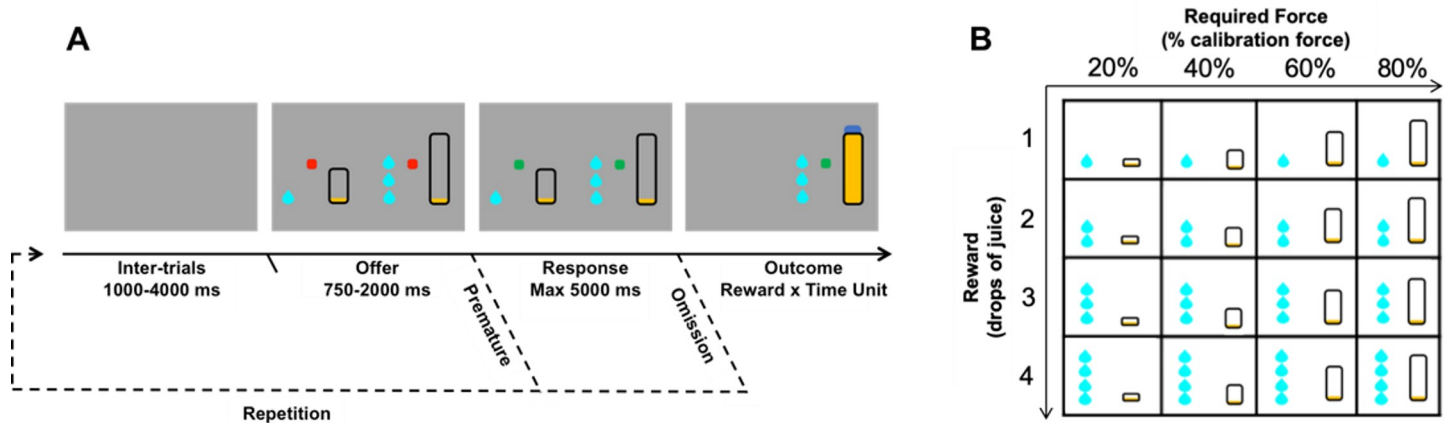 A
Inter-trials
1000-4000 ms
Offer
750-2000 ms
Response
Max 5000 ms
Outcome
Reward x Time Unit
Premature
Omission
Repetition
B
Required Force
(% calibration force)
20% 40% 60% 80%
Reward
(drops of juice)
1
2
3
4